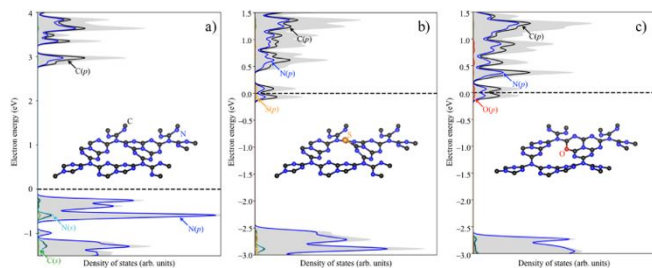 a)
4
3
2
1
0
−1
Electron energy (eV)
C(p)
C
N
N(s)
N(p)
C(s)
Density of states (arb. units)
b)
1.5
1.0
0.5
0.0
−0.5
−1.0
−1.5
−2.0
−2.5
−3.0
Electron energy (eV)
C(p)
N(p)
S(p)
S
Density of states (arb. units)
c)
1.5
1.0
0.5
0.0
−0.5
−1.0
−1.5
−2.0
−2.5
−3.0
Electron energy (eV)
C(p)
N(p)
O(p)
O
Density of states (arb. units)